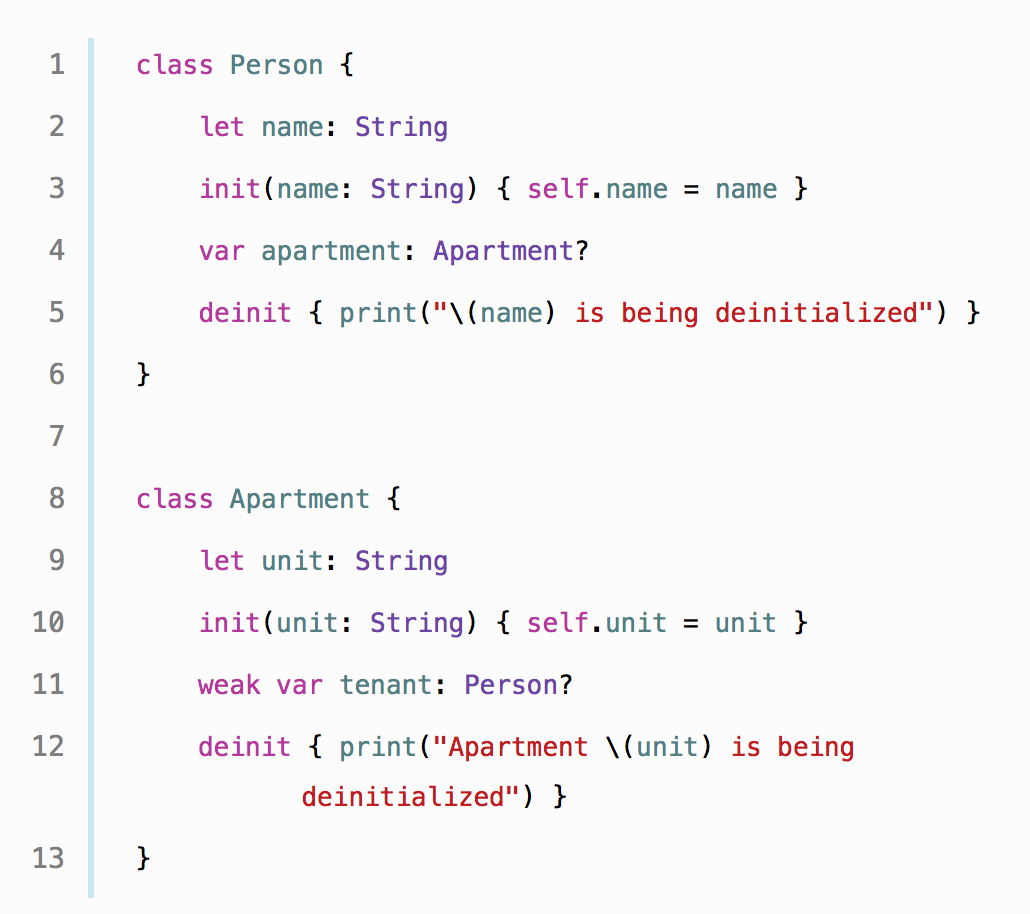 1 class Person {
2 let name: String
3 init(name: String) { self.name = name }
4 var apartment: Apartment?
5 deinit { print("\(name) is being deinitialized") }
6 }
7
8 class Apartment {
9 let unit: String
10 init(unit: String) { self.unit = unit }
11 weak var tenant: Person?
12 deinit { print("Apartment \(unit) is being
deinitialized") }
13 }